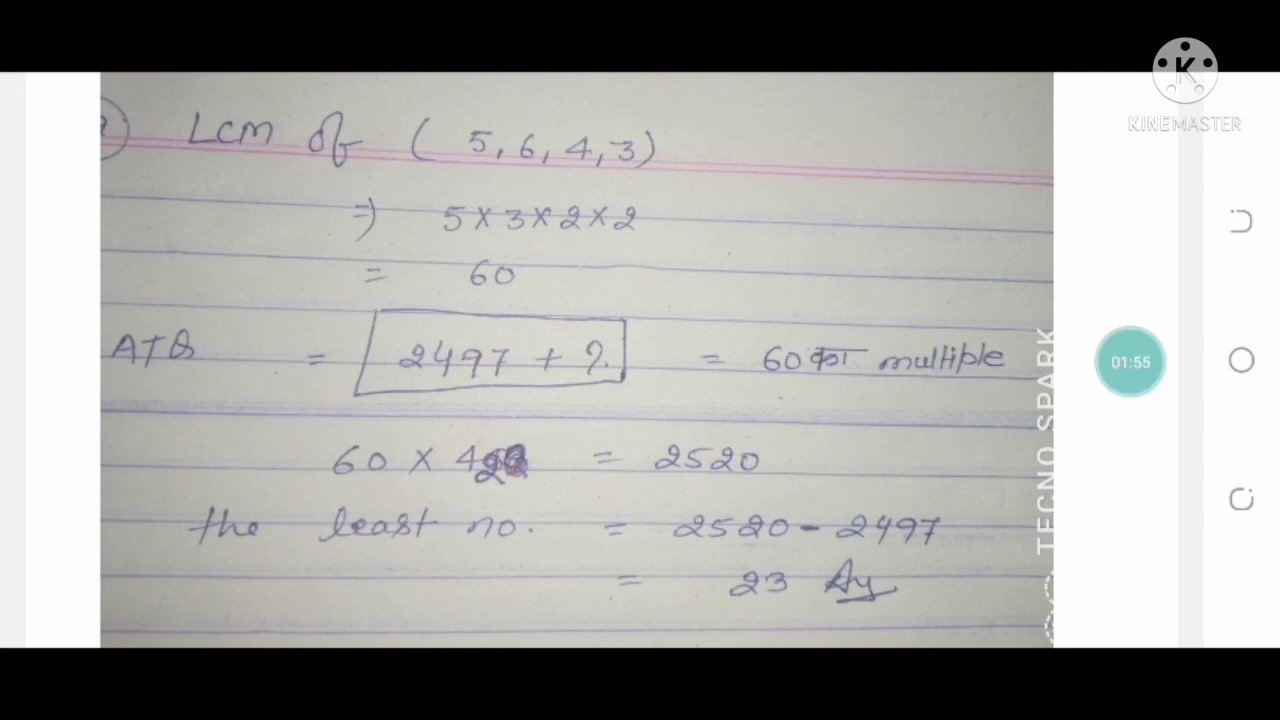 LCM of ( 5, 6, 4, 3)
=) 5 × 3 × 2 × 2
= 60
ATQ = 2497 + ?. = 60 का multiple
60 × 42 = 2520
the least no. = 2520 - 2497
= 23 Ans
KINEMASTER
01:55
TECNO SPARK